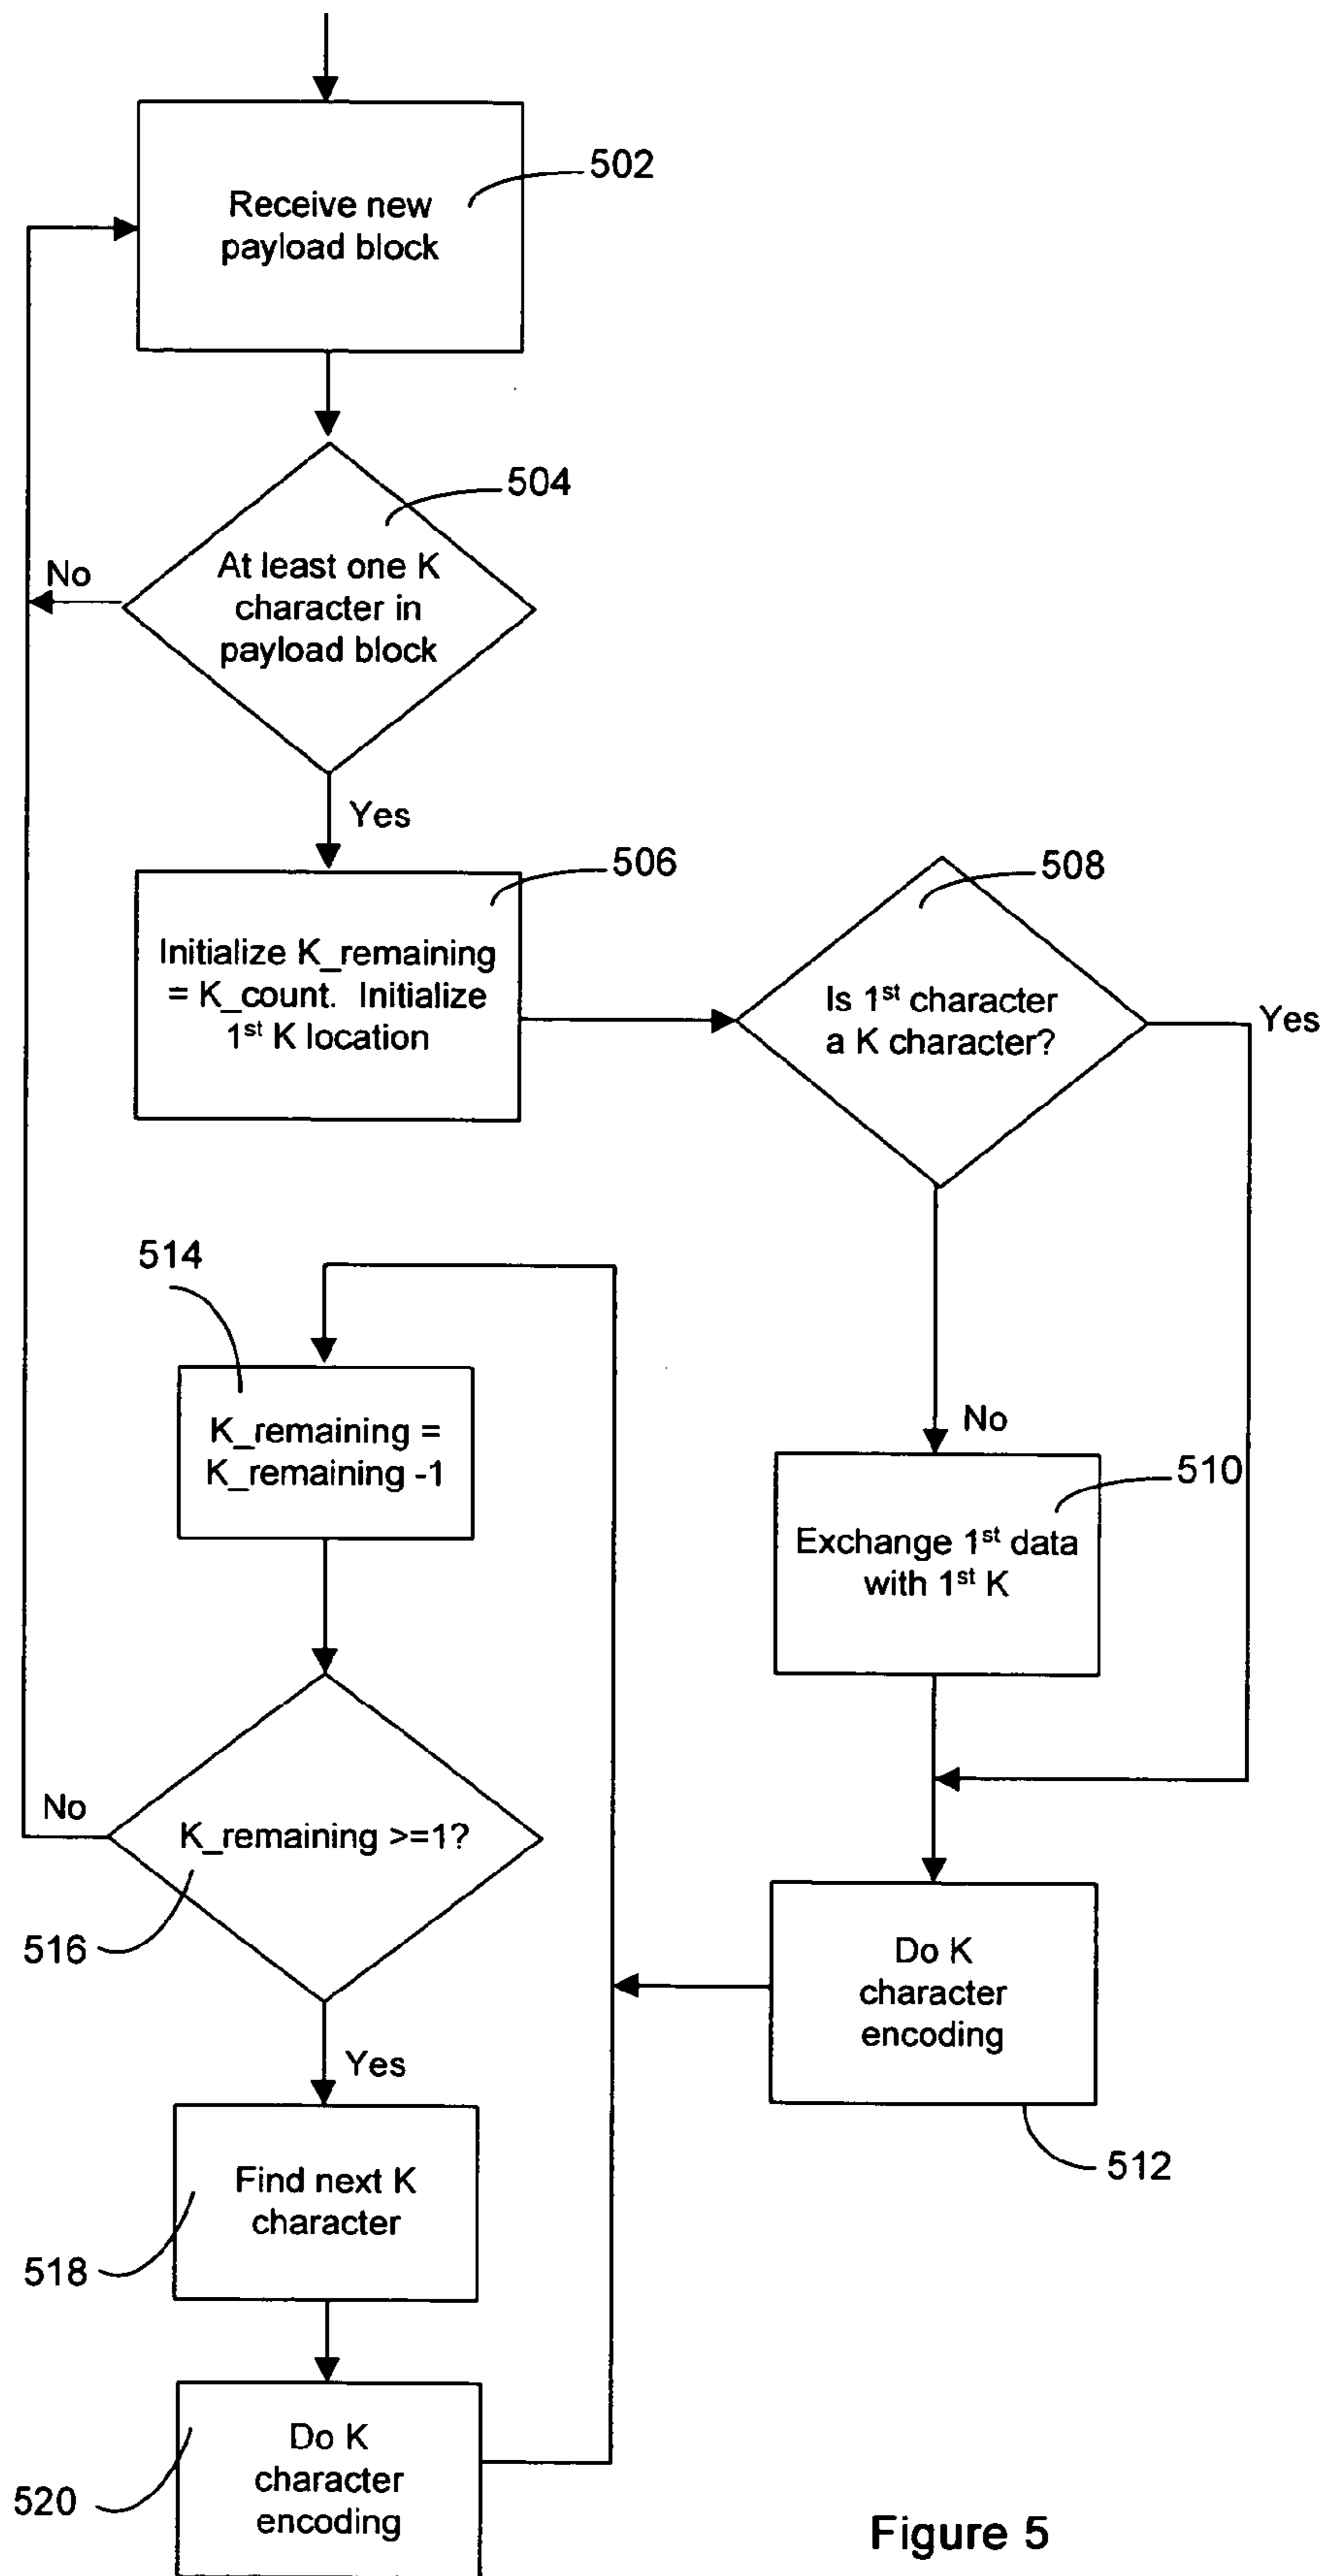 502
Receive new
payload block
504
No
At least one K
character in
payload block
Yes
506
Initialize K_remaining
= K_count. Initialize
1st K location
508
Is 1st character
a K character?
Yes
No
510
Exchange 1st data
with 1st K
514
K_remaining =
K_remaining -1
No
K_remaining >=1?
516
Yes
Do K
character
encoding
512
Find next K
character
518
Do K
character
encoding
520
Figure 5